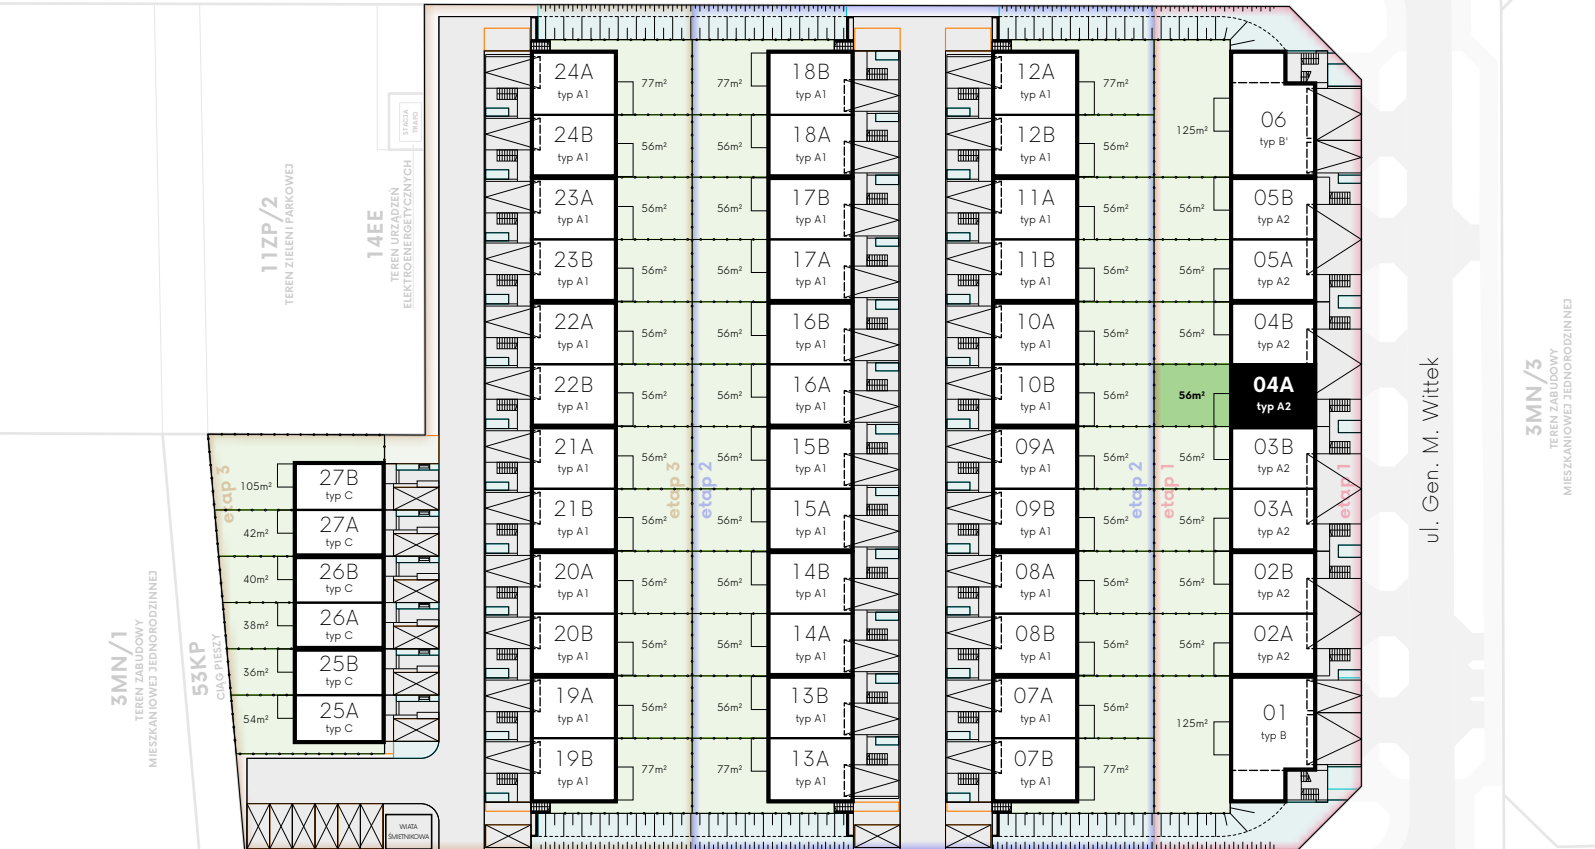 24A
typ A1
77m²
24B
typ A1
56m²
23A
typ A1
56m²
23B
typ A1
56m²
22A
typ A1
56m²
22B
typ A1
56m²
21A
typ A1
56m²
21B
typ A1
56m²
20A
typ A1
56m²
20B
typ A1
56m²
19A
typ A1
56m²
19B
typ A1
77m²
77m²
18B
typ A1
56m²
18A
typ A1
56m²
17B
typ A1
56m²
17A
typ A1
56m²
16B
typ A1
56m²
16A
typ A1
56m²
15B
typ A1
56m²
15A
typ A1
56m²
14B
typ A1
56m²
14A
typ A1
56m²
13B
typ A1
77m²
13A
typ A1
12A
typ A1
77m²
12B
typ A1
56m²
11A
typ A1
56m²
11B
typ A1
56m²
10A
typ A1
56m²
10B
typ A1
56m²
09A
typ A1
56m²
09B
typ A1
56m²
08A
typ A1
56m²
08B
typ A1
56m²
07A
typ A1
56m²
07B
typ A1
77m²
125m²
06
typ B'
56m²
05B
typ A2
56m²
05A
typ A2
56m²
04B
typ A2
56m²
04A
typ A2
56m²
03B
typ A2
56m²
03A
typ A2
56m²
02B
typ A2
56m²
02A
typ A2
125m²
01
typ B
105m²
27B
typ C
42m²
27A
typ C
40m²
26B
typ C
38m²
26A
typ C
36m²
25B
typ C
54m²
25A
typ C
etap 3
etap 3
etap 2
etap 2
etap 1
etap 1
ul. Gen. M. Wittek
11ZP/2
TEREN ZIELENI PARKOWEJ
14EE
TEREN URZĄDZEŃ
ELEKTROENERGETYCZNYCH
STACJA
TRAFO
3MN/1
TEREN ZABUDOWY
MIESZKANIOWEJ JEDNORODZINNEJ
53KP
CIĄG PIESZY
3MN/3
TEREN ZABUDOWY
MIESZKANIOWEJ JEDNORODZINNEJ
WIATA
ŚMIETNIKOWA